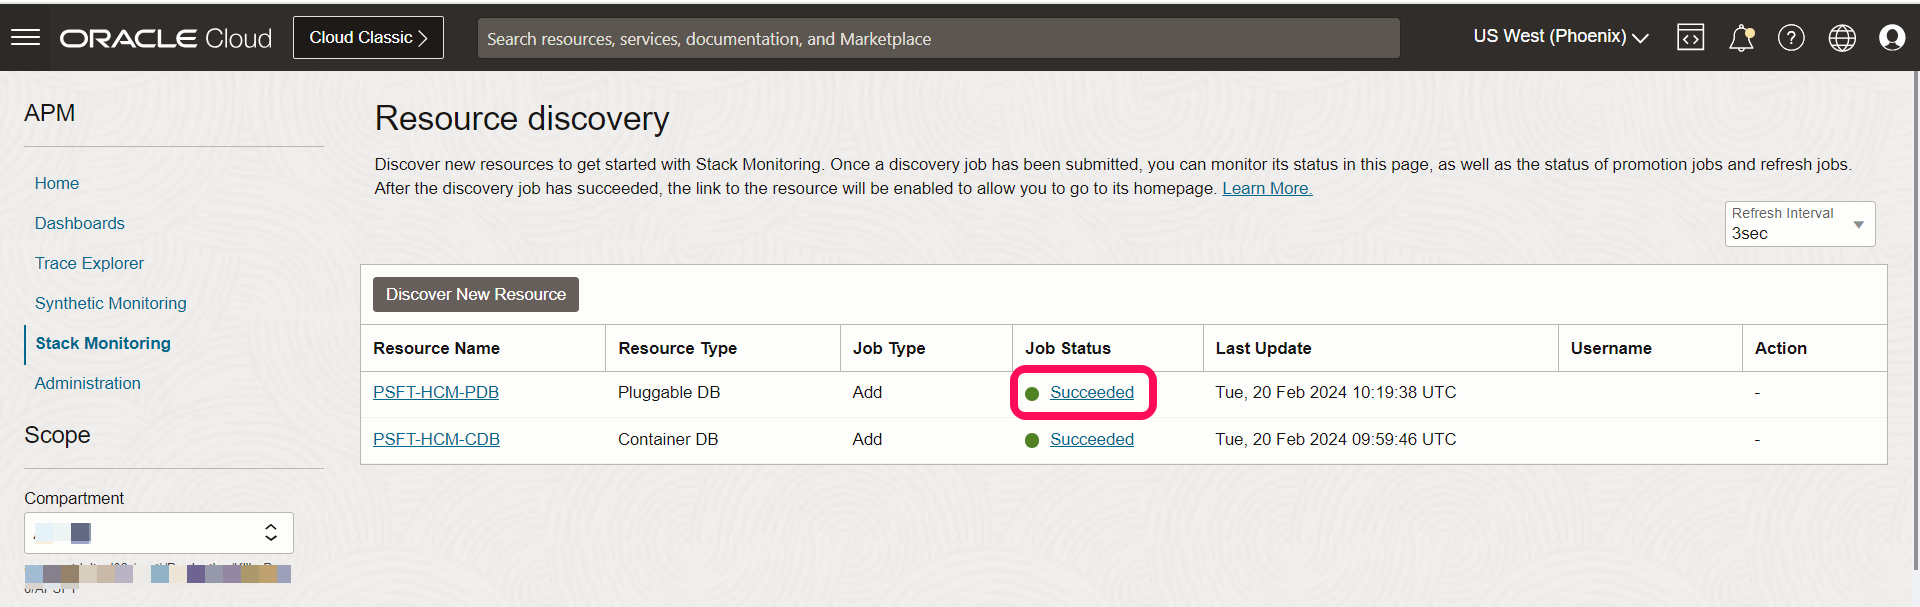 ORACLE Cloud
Cloud Classic
Search resources, services, documentation, and Marketplace
US West (Phoenix)
APM
Home
Dashboards
Trace Explorer
Synthetic Monitoring
Stack Monitoring
Administration
Scope
Compartment
Resource discovery
Discover new resources to get started with Stack Monitoring. Once a discovery job has been submitted, you can monitor its status in this page, as well as the status of promotion jobs and refresh jobs.
After the discovery job has succeeded, the link to the resource will be enabled to allow you to go to its homepage. Learn More.
Refresh Interval
3sec
Discover New Resource
Resource Name Resource Type Job Type Job Status Last Update Username Action
PSFT-HCM-PDB Pluggable DB Add Succeeded Tue, 20 Feb 2024 10:19:38 UTC -
PSFT-HCM-CDB Container DB Add Succeeded Tue, 20 Feb 2024 09:59:46 UTC -